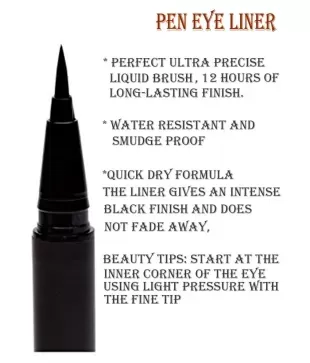 PEN EYE LINER
* PERFECT ULTRA PRECISE
LIQUID BRUSH, 12 HOURS OF
LONG-LASTING FINISH.
* WATER RESISTANT AND
SMUDGE PROOF
*QUICK DRY FORMULA
THE LINER GIVES AN INTENSE
BLACK FINISH AND DOES
NOT FADE AWAY,
BEAUTY TIPS: START AT THE
INNER CORNER OF THE EYE
USING LIGHT PRESSURE WITH
THE FINE TIP